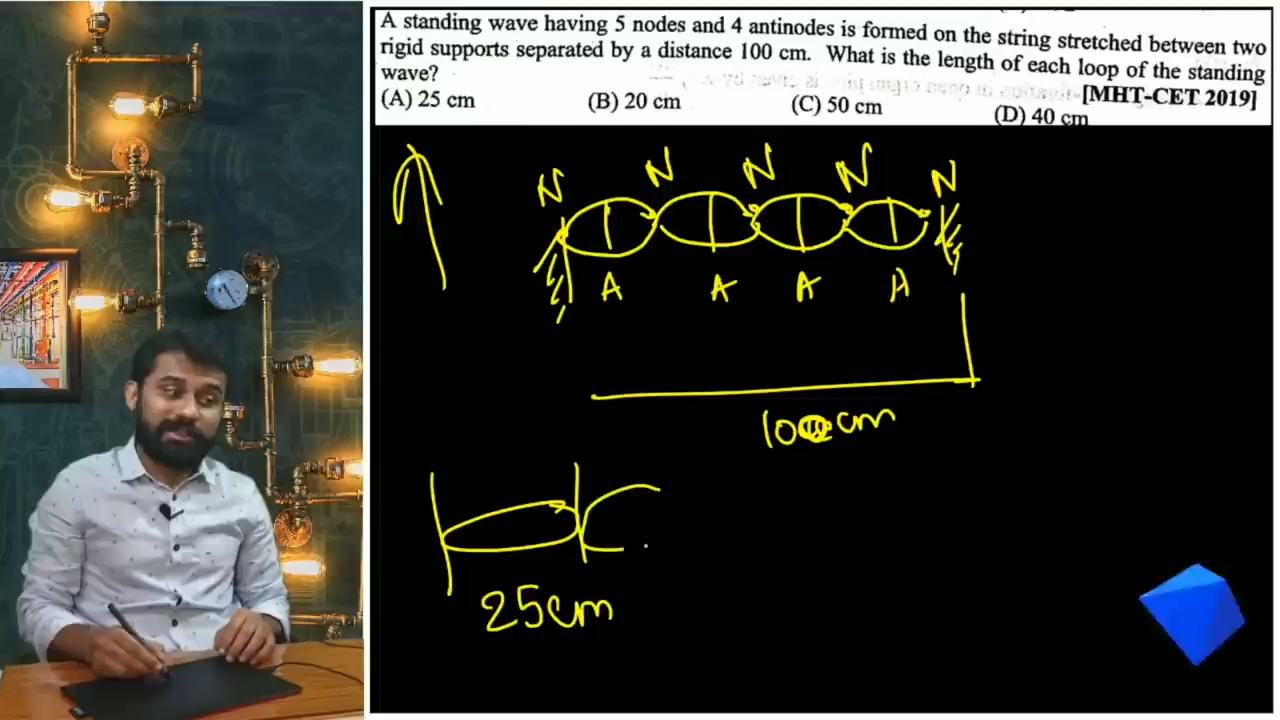 A standing wave having 5 nodes and 4 antinodes is formed on the string stretched between two
rigid supports separated by a distance 100 cm. What is the length of each loop of the standing
wave?
[MHT-CET 2019]
(A) 25 cm (B) 20 cm (C) 50 cm (D) 40 cm
N N N N N
A A A A
100 cm
25cm